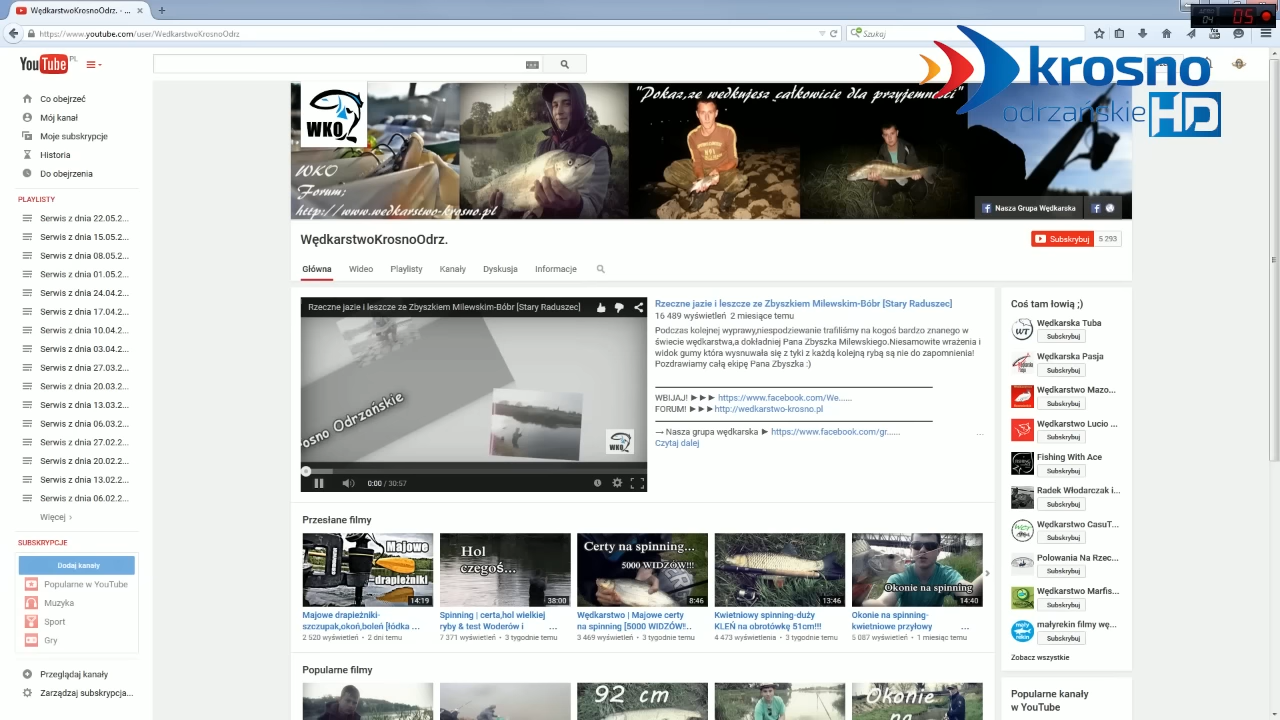 WędkarstwoKrosnoOdrz. - ...
https://www.youtube.com/user/WedkarstwoKrosnoOdrz
Szukaj
04
05
krosno
odrzańskie HD
YouTube PL
Co obejrzeć
Mój kanał
Moje subskrypcje
Historia
Do obejrzenia
PLAYLISTY
Serwis z dnia 22.05.2...
Serwis z dnia 15.05.2...
Serwis z dnia 08.05.2...
Serwis z dnia 01.05.2...
Serwis z dnia 24.04.2...
Serwis z dnia 17.04.2...
Serwis z dnia 10.04.2...
Serwis z dnia 03.04.2...
Serwis z dnia 27.03.2...
Serwis z dnia 20.03.2...
Serwis z dnia 13.03.2...
Serwis z dnia 06.03.2...
Serwis z dnia 27.02.2...
Serwis z dnia 20.02.2...
Serwis z dnia 13.02.2...
Serwis z dnia 06.02.2...
Więcej ›
SUBSKRYPCJE
Dodaj kanały
Popularne w YouTube
Muzyka
Sport
Gry
Przeglądaj kanały
Zarządzaj subskrypcja...
"Pokaż,ze wedkujesz całkowicie dla przyjemności"
WKO
WKO
Forum:
http://www.wedkarstwo-krosno.pl
Nasza Grupa Wędkarska
WędkarstwoKrosnoOdrz.
Subskrybuj 5 293
Główna Wideo Playlisty Kanały Dyskusja Informacje
Rzeczne jazie i leszcze ze Zbyszkiem Milewskim-Bóbr [Stary Raduszec]
osno Odrzańskie
WKO
0:00 / 30:57
Rzeczne jazie i leszcze ze Zbyszkiem Milewskim-Bóbr [Stary Raduszec]
16 489 wyświetleń 2 miesiące temu
Podczas kolejnej wyprawy,niespodziewanie trafiliśmy na kogoś bardzo znanego w
świecie wędkarstwa,a dokładniej Pana Zbyszka Milewskiego.Niesamowite wrażenia i
widok gumy która wysnuwała się z tyki z każdą kolejną rybą są nie do zapomnienia!
Pozdrawiamy całą ekipę Pana Zbyszka :)
WBIJAJ! ►►► https://www.facebook.com/We......
FORUM! ►►►http://wedkarstwo-krosno.pl
→ Nasza grupa wędkarska ► https://www.facebook.com/gr...... ...
Czytaj dalej
Przesłane filmy
Majowe
drapieżniki
14:19
Majowe drapieżniki-
szczupak,okoń,boleń [łódka ...
2 520 wyświetleń • 2 dni temu
Hol
czegoś...
38:00
Spinning | certa,hol wielkiej
ryby & test Woderów i ...
7 371 wyświetleń • 3 tygodnie temu
Certy na spinning...
5000 WIDZÓW!!!
8:46
Wędkarstwo | Majowe certy
na spinning [5000 WIDZÓW!!..
3 469 wyświetleń • 3 tygodnie temu
13:46
Kwietniowy spinning-duży
KLEŃ na obrotówkę 51cm!!!
4 473 wyświetlenia • 3 tygodnie temu
Okonie na spinning
14:40
Okonie na spinning-
kwietniowe przyłowy ...
5 087 wyświetleń • 1 miesiąc temu
Popularne filmy
92 cm
Okonie
na
Coś tam łowią ;)
Wędkarska Tuba
Subskrybuj
Wędkarska Pasja
Subskrybuj
Wędkarstwo Mazo...
Subskrybuj
Wędkarstwo Lucio ...
Subskrybuj
Fishing With Ace
Subskrybuj
Radek Włodarczak i...
Subskrybuj
Wędkarstwo CasuT...
Subskrybuj
Polowania Na Rzec...
Subskrybuj
Wędkarstwo Marfis...
Subskrybuj
małyrekin filmy wę...
Subskrybuj
Zobacz wszystkie
Popularne kanały
w YouTube